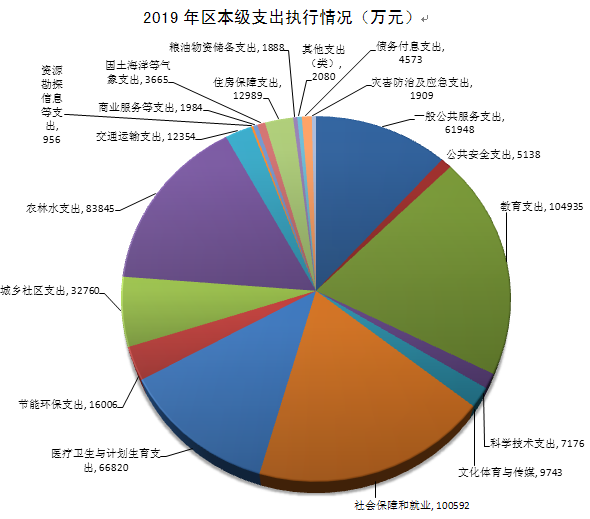 2019 年区本级支出执行情况（万元）
粮油物资储备支出, 1888
其他支出
（类）,
2080
债务付息支出,
4573
灾害防治及应急支出,
1909
一般公共服务支出,
61948
公共安全支出, 5138
教育支出, 104935
科学技术支出, 7176
文化体育与传媒, 9743
社会保障和就业, 100592
医疗卫生与计划生育支
出, 66820
节能环保支出, 16006
城乡社区支出, 32760
农林水支出, 83845
交通运输支出, 12354
资源
勘探
信息
等支
出,
956
商业服务等支出, 1984
国土海洋等气
象支出, 3665
住房保障支出,
12989